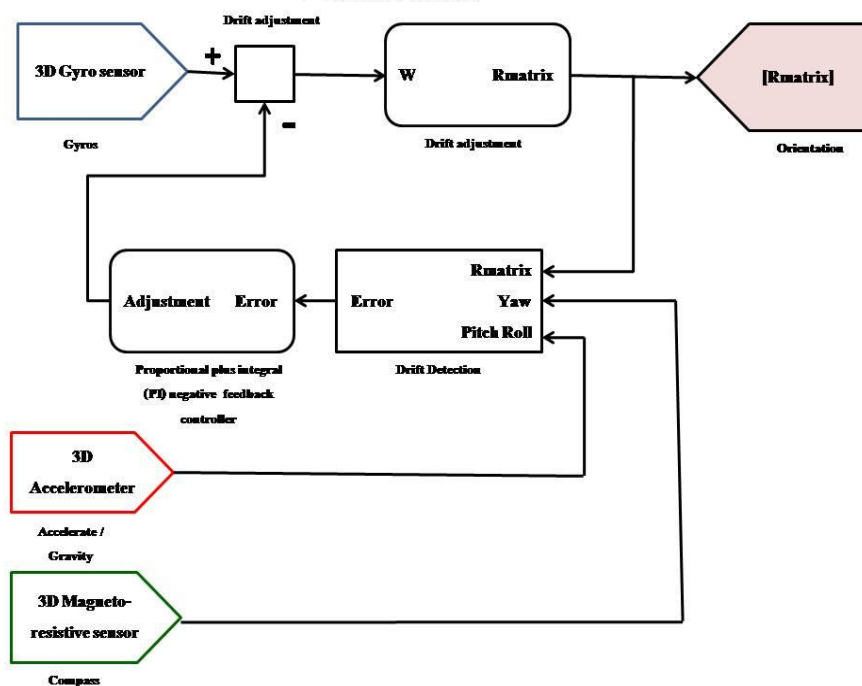 Drift adjustment
3D Gyro sensor
+
-
Gyros
W
Rmatrix
Drift adjustment
[Rmatrix]
Orientation
Adjustment
Error
Proportional plus integral
(PI) negative feedback
controller
Error
Rmatrix
Yaw
Pitch Roll
Drift Detection
3D
Accelerometer
Accelerate /
Gravity
3D Magneto-
resistive sensor
Compass